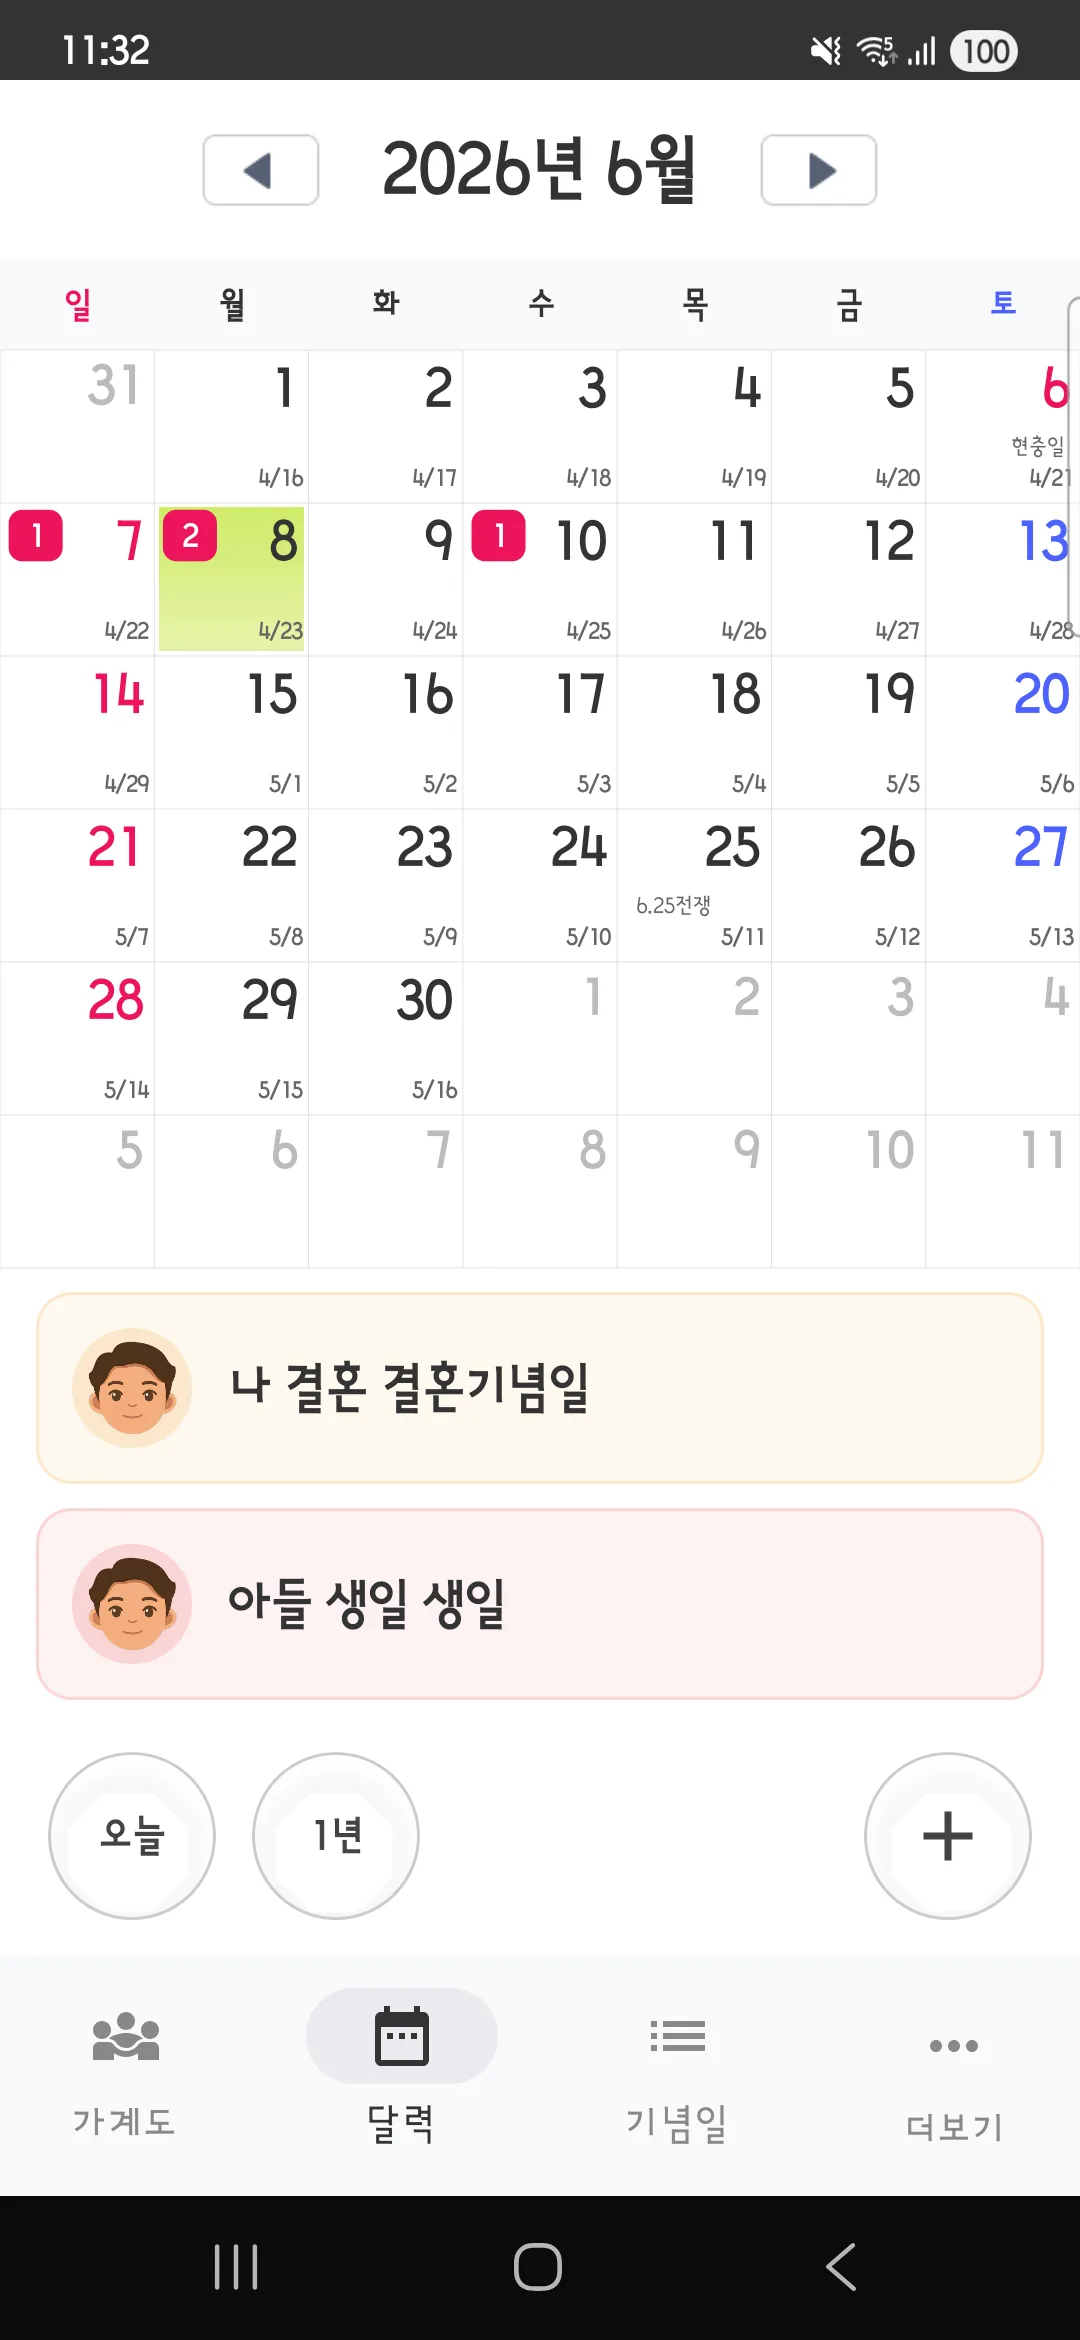 11:32
5
100
2026년 6월
일 월 화 수 목 금 토
31 1 2 3 4 5 6
현충일
4/16 4/17 4/18 4/19 4/20 4/21
1 7 2 8 9 1 10 11 12 13
4/22 4/23 4/24 4/25 4/26 4/27 4/28
14 15 16 17 18 19 20
4/29 5/1 5/2 5/3 5/4 5/5 5/6
21 22 23 24 25 26 27
6.25전쟁
5/7 5/8 5/9 5/10 5/11 5/12 5/13
28 29 30 1 2 3 4
5/14 5/15 5/16
5 6 7 8 9 10 11
나 결혼 결혼기념일
아들 생일 생일
오늘 1년
가계도 달력 기념일 더보기